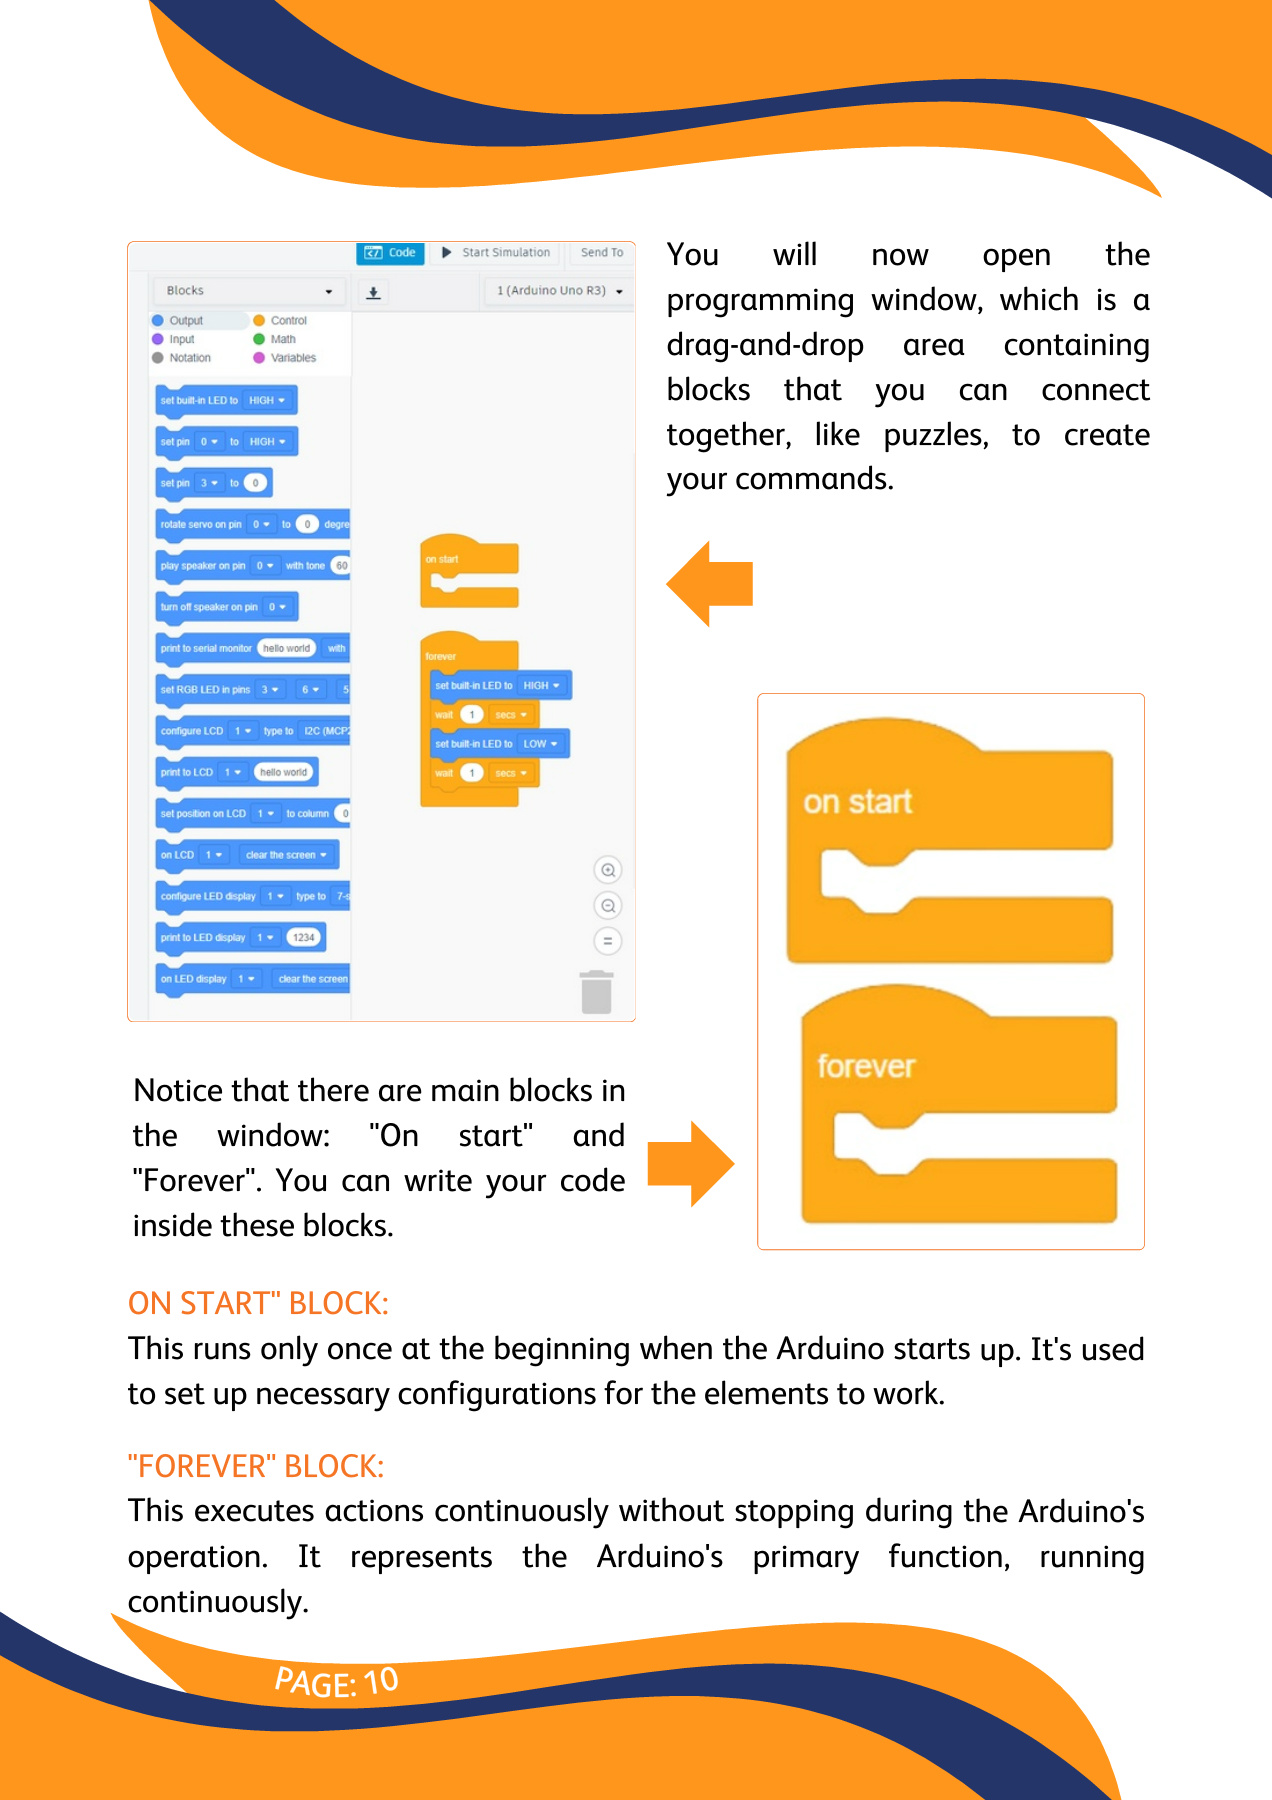 Code
Start Simulation
Send To
Blocks
1 (Arduino Uno R3)
Output
Control
Input
Math
Notation
Variables
set built-in LED to HIGH
set pin 0 to HIGH
set pin 3 to 0
rotate servo on pin 0 to 0 degre
play speaker on pin 0 with tone 60
turn off speaker on pin 0
print to serial monitor hello world with
set RGB LED in pins 3 6 5
configure LCD 1 type to I2C (MCP2
print to LCD 1 hello world
set position on LCD 1 to column 0
on LCD 1 clear the screen
configure LED display 1 type to 7-s
print to LED display 1 1234
on LED display 1 clear the screen
on start
forever
set built-in LED to HIGH
wait 1 secs
set built-in LED to LOW
wait 1 secs
You will now open the
programming window, which is a
drag-and-drop area containing
blocks that you can connect
together, like puzzles, to create
your commands.
on start
forever
Notice that there are main blocks in
the window: "On start" and
"Forever". You can write your code
inside these blocks.
ON START" BLOCK:
This runs only once at the beginning when the Arduino starts up. It's used
to set up necessary configurations for the elements to work.
"FOREVER" BLOCK:
This executes actions continuously without stopping during the Arduino's
operation. It represents the Arduino's primary function, running
continuously.
PAGE: 10